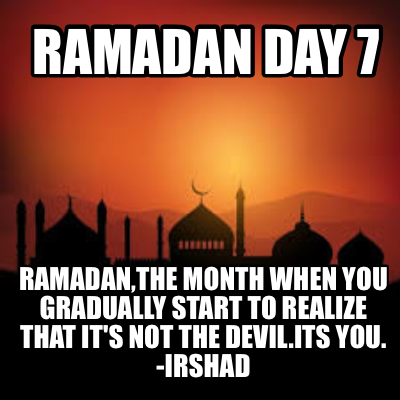 RAMADAN DAY 7
RAMADAN,THE MONTH WHEN YOU
GRADUALLY START TO REALIZE
THAT IT'S NOT THE DEVIL.ITS YOU.
-IRSHAD